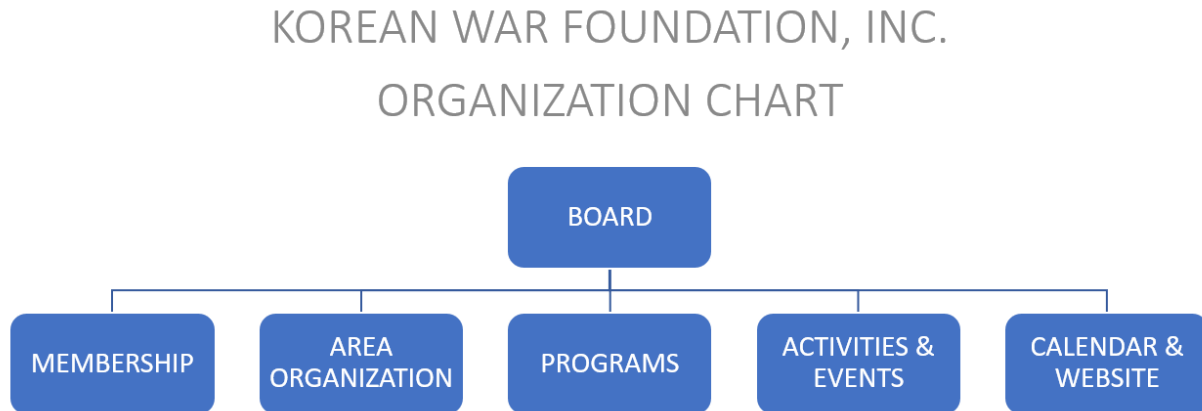 KOREAN WAR FOUNDATION, INC.
ORGANIZATION CHART
BOARD
MEMBERSHIP
AREA
ORGANIZATION
PROGRAMS
ACTIVITIES &
EVENTS
CALENDAR &
WEBSITE